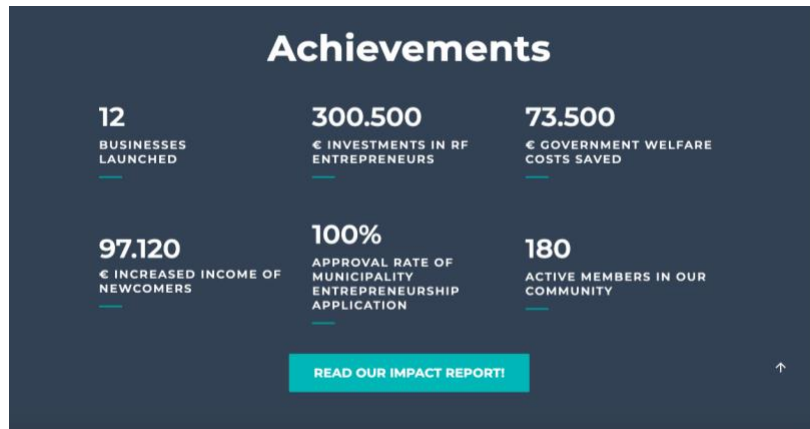 Achievements
12
BUSINESSES
LAUNCHED
300.500
€ INVESTMENTS IN RF
ENTREPRENEURS
73.500
€ GOVERNMENT WELFARE
COSTS SAVED
97.120
€ INCREASED INCOME OF
NEWCOMERS
100%
APPROVAL RATE OF
MUNICIPALITY
ENTREPRENEURSHIP
APPLICATION
180
ACTIVE MEMBERS IN OUR
COMMUNITY
READ OUR IMPACT REPORT!